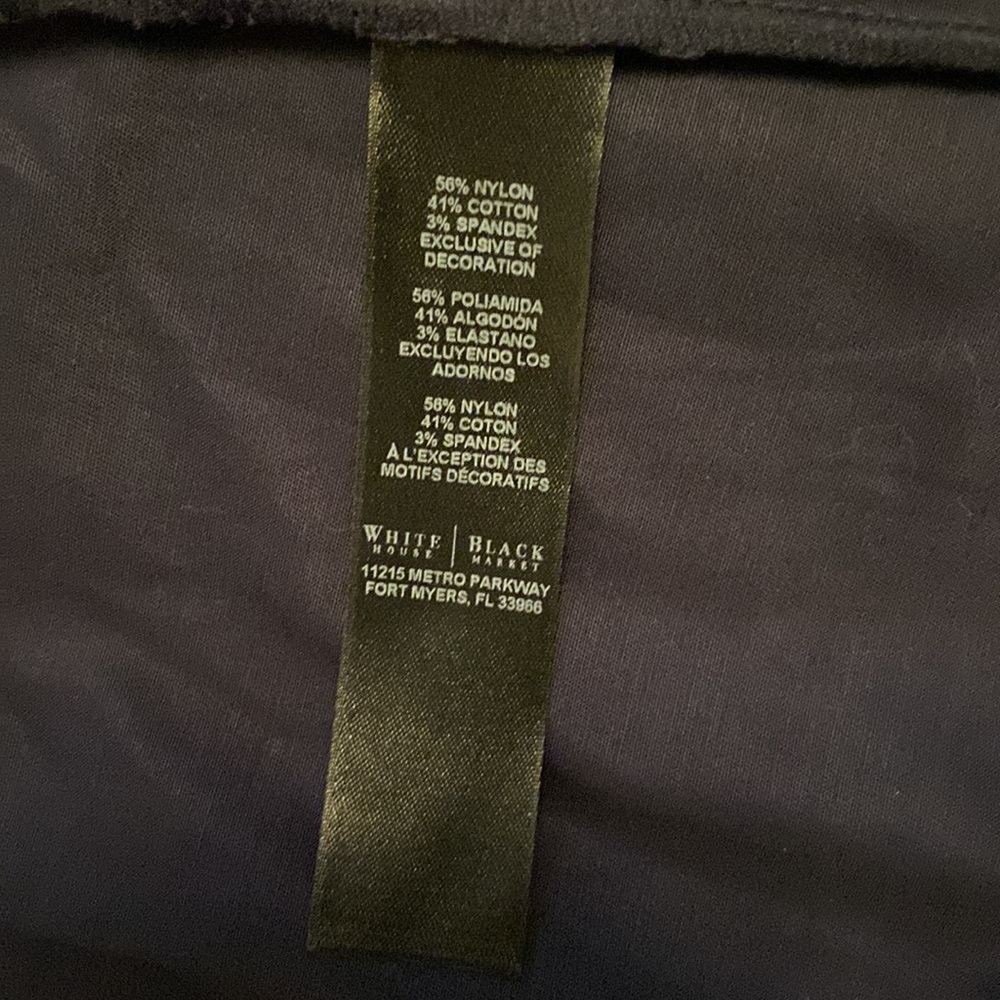 56% NYLON
41% COTTON
3% SPANDEX
EXCLUSIVE OF
DECORATION
56% POLIAMIDA
41% ALGODÓN
3% ELASTANO
EXCLUYENDO LOS
ADORNOS
56% NYLON
41% COTON
3% SPANDEX
À L'EXCEPTION DES
MOTIFS DÉCORATIFS
WHITE | BLACK
HOUSE MARKET
11215 METRO PARKWAY
FORT MYERS, FL 33966